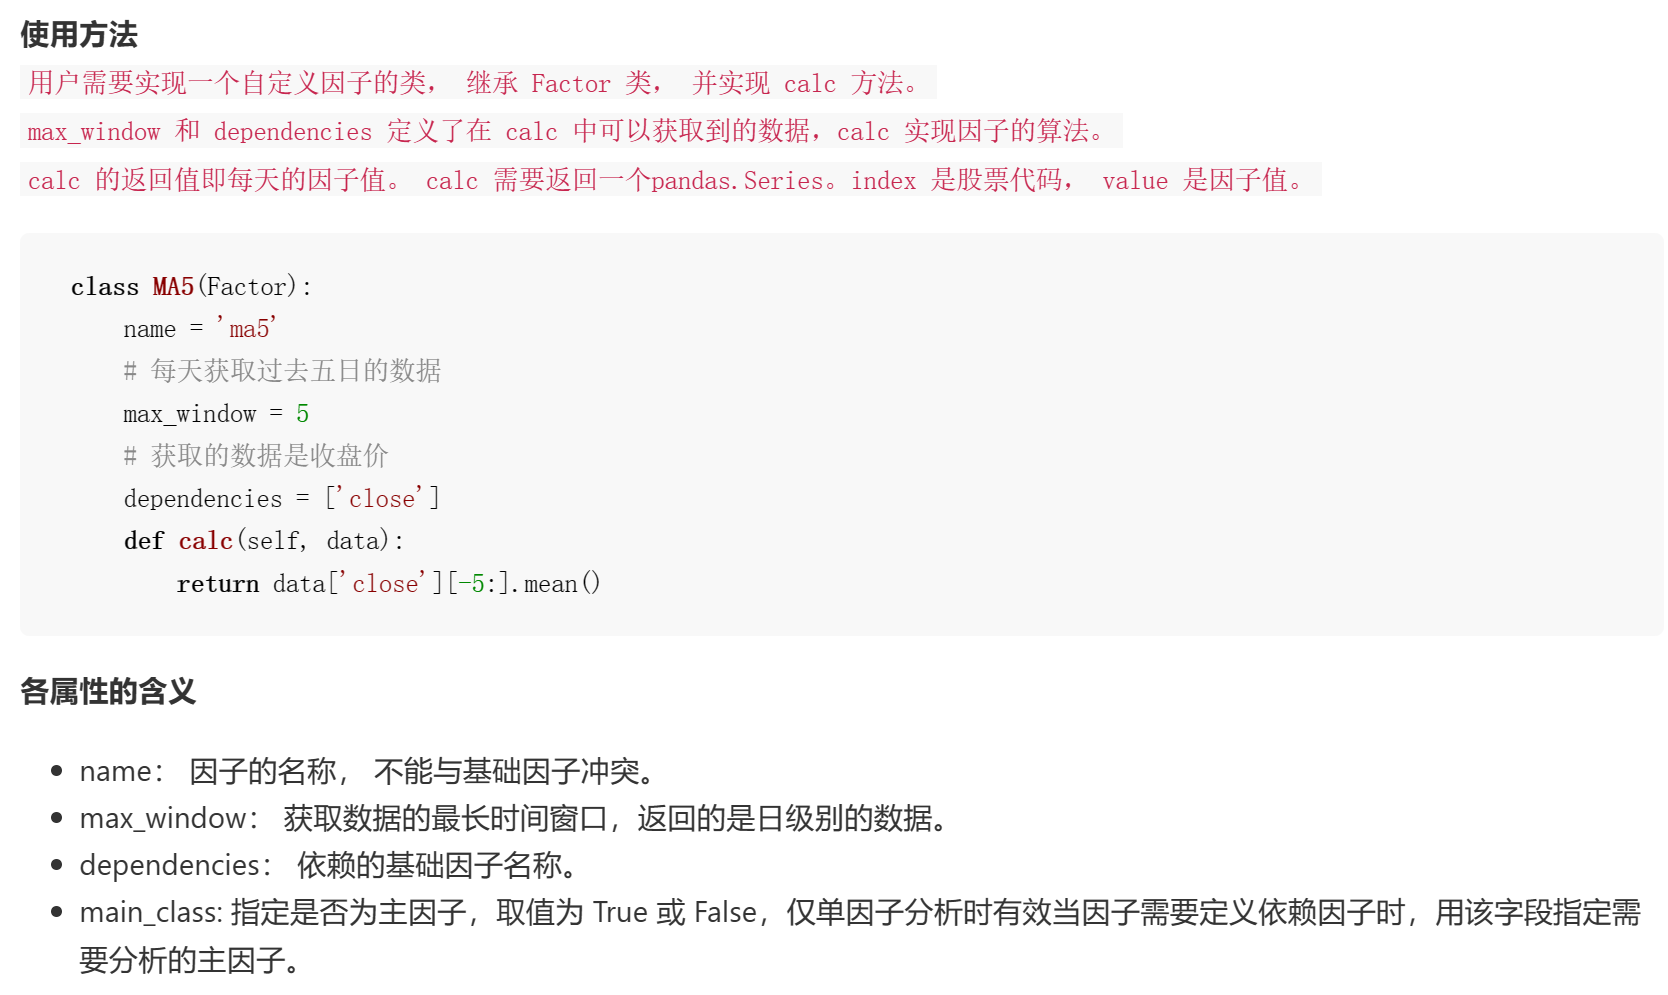 使用方法
用户需要实现一个自定义因子的类， 继承 Factor 类， 并实现 calc 方法。
max_window 和 dependencies 定义了在 calc 中可以获取到的数据，calc 实现因子的算法。
calc 的返回值即每天的因子值。 calc 需要返回一个pandas.Series。index 是股票代码， value 是因子值。
class MA5(Factor):
    name = 'ma5'
    # 每天获取过去五日的数据
    max_window = 5
    # 获取的数据是收盘价
    dependencies = ['close']
    def calc(self, data):
        return data['close'][-5:].mean()
各属性的含义
• name： 因子的名称， 不能与基础因子冲突。
• max_window： 获取数据的最长时间窗口，返回的是日级别的数据。
• dependencies： 依赖的基础因子名称。
• main_class: 指定是否为主因子，取值为 True 或 False，仅单因子分析时有效当因子需要定义依赖因子时，用该字段指定需
要分析的主因子。